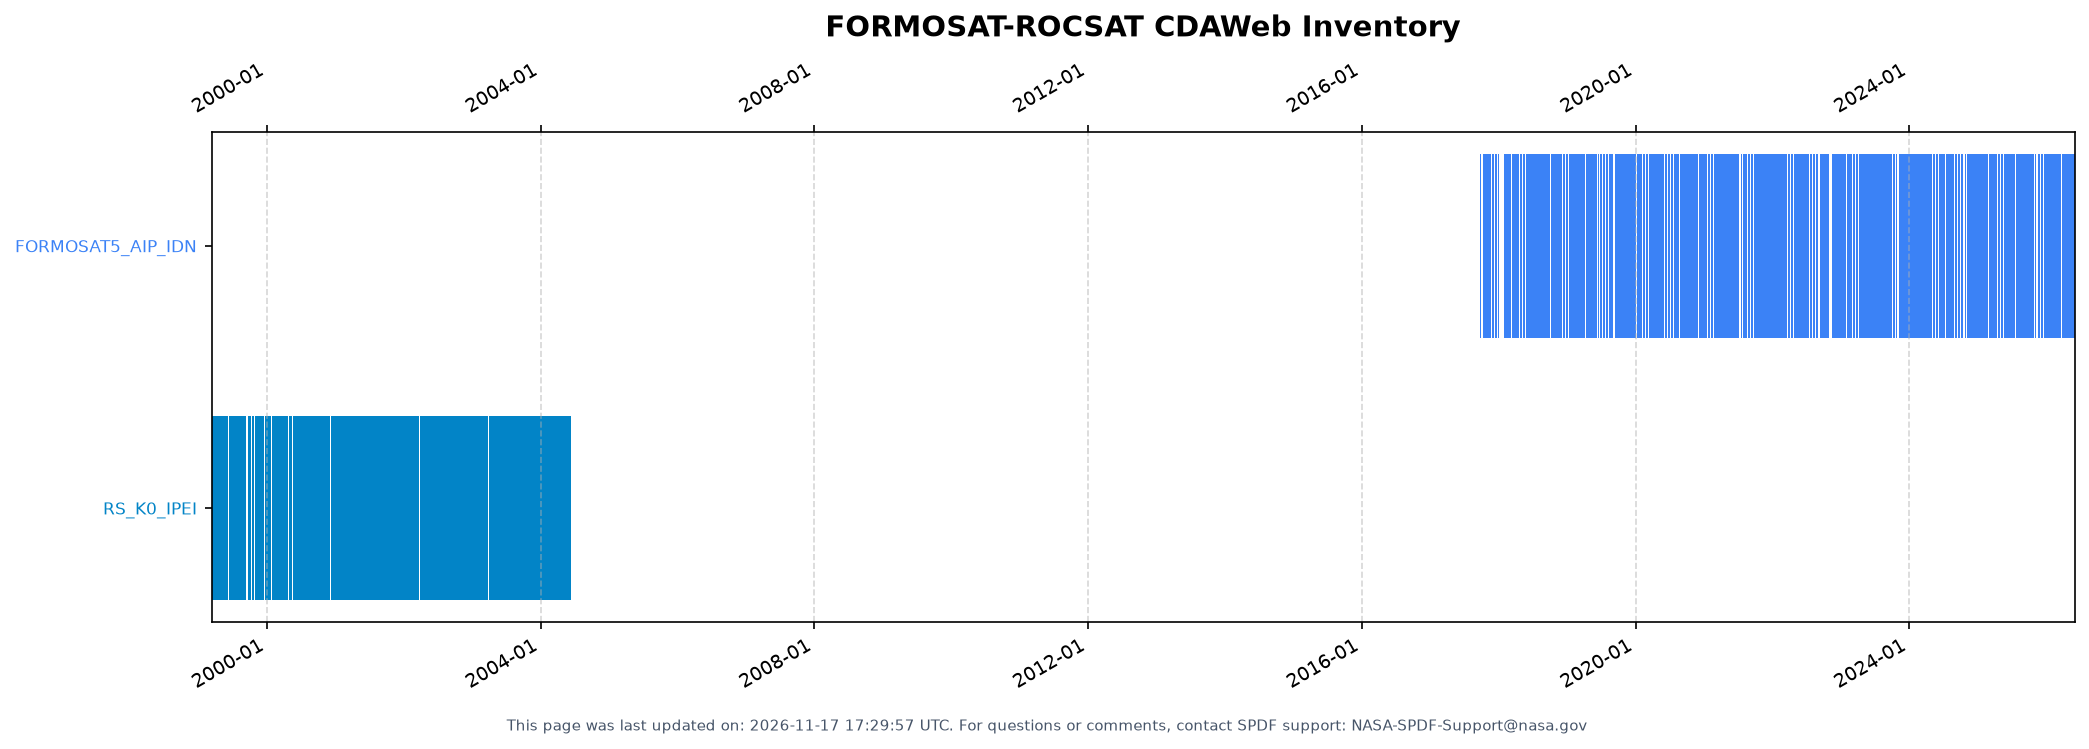 FORMOSAT-ROCSAT CDAWeb Inventory
2000-01 2004-01 2008-01 2012-01 2016-01 2020-01 2024-01
FORMOSAT5_AIP_IDN
RS_K0_IPEI
2000-01 2004-01 2008-01 2012-01 2016-01 2020-01 2024-01
This page was last updated on: 2026-11-17 17:29:57 UTC. For questions or comments, contact SPDF support: NASA-SPDF-Support@nasa.gov